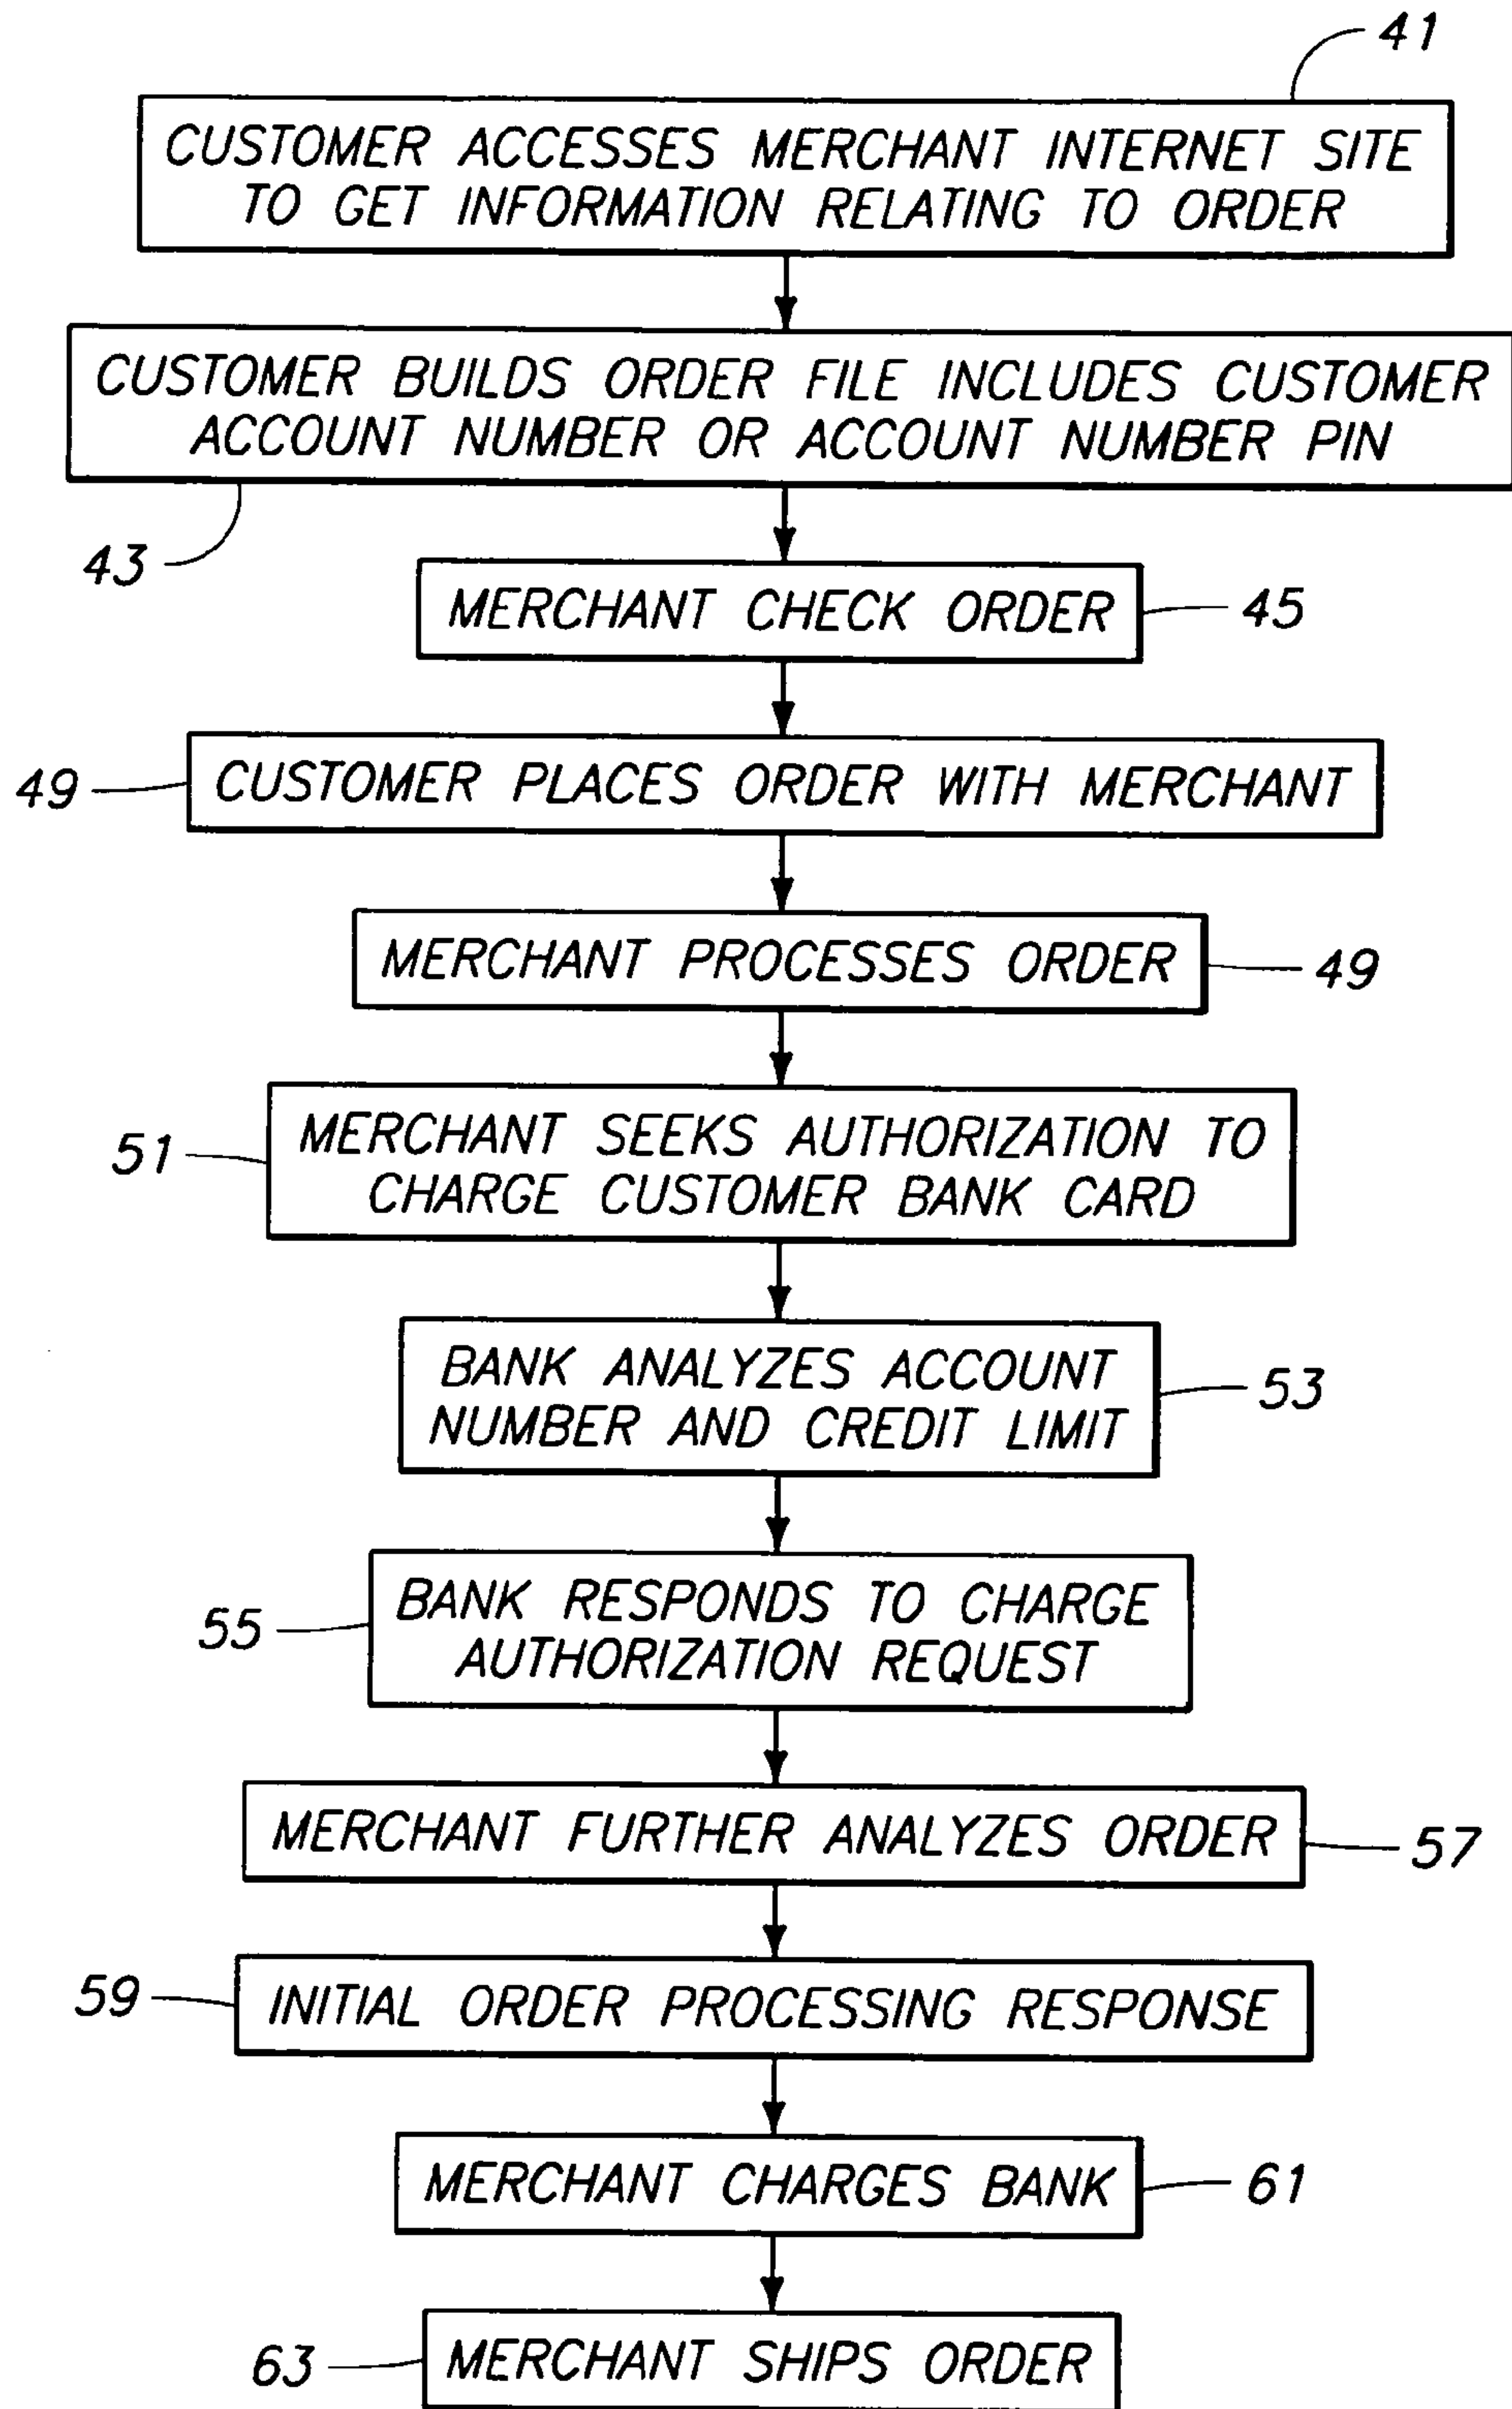 41
CUSTOMER ACCESSES MERCHANT INTERNET SITE
TO GET INFORMATION RELATING TO ORDER
CUSTOMER BUILDS ORDER FILE INCLUDES CUSTOMER
ACCOUNT NUMBER OR ACCOUNT NUMBER PIN
43
MERCHANT CHECK ORDER
45
49
CUSTOMER PLACES ORDER WITH MERCHANT
MERCHANT PROCESSES ORDER
49
51
MERCHANT SEEKS AUTHORIZATION TO
CHARGE CUSTOMER BANK CARD
BANK ANALYZES ACCOUNT
NUMBER AND CREDIT LIMIT
53
55
BANK RESPONDS TO CHARGE
AUTHORIZATION REQUEST
MERCHANT FURTHER ANALYZES ORDER
57
59
INITIAL ORDER PROCESSING RESPONSE
MERCHANT CHARGES BANK
61
63
MERCHANT SHIPS ORDER